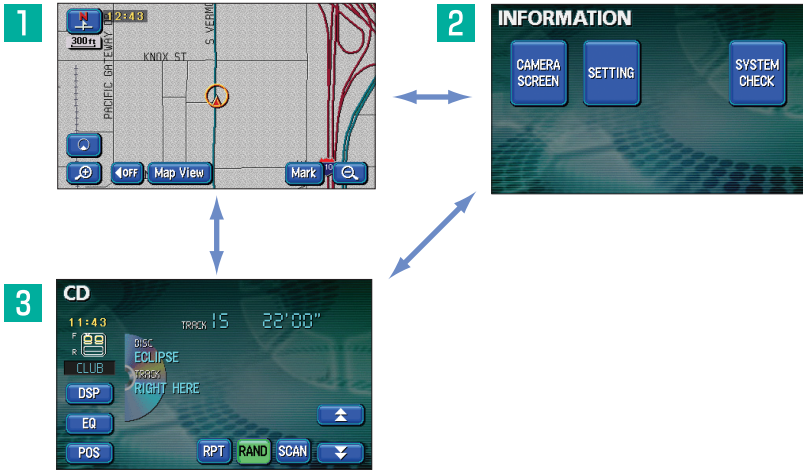 1
N
12:43
300ft
PACIFIC GATEWAY
S VERMO
KNOX ST
10
OFF
Map View
Mark
2
INFORMATION
CAMERA
SCREEN
SETTING
SYSTEM
CHECK
3
CD
11:43
TRACK 15 22'00"
F
R
DISC
ECLIPSE
CLUB
TRACK
RIGHT HERE
DSP
EQ
POS
RPT
RAND
SCAN